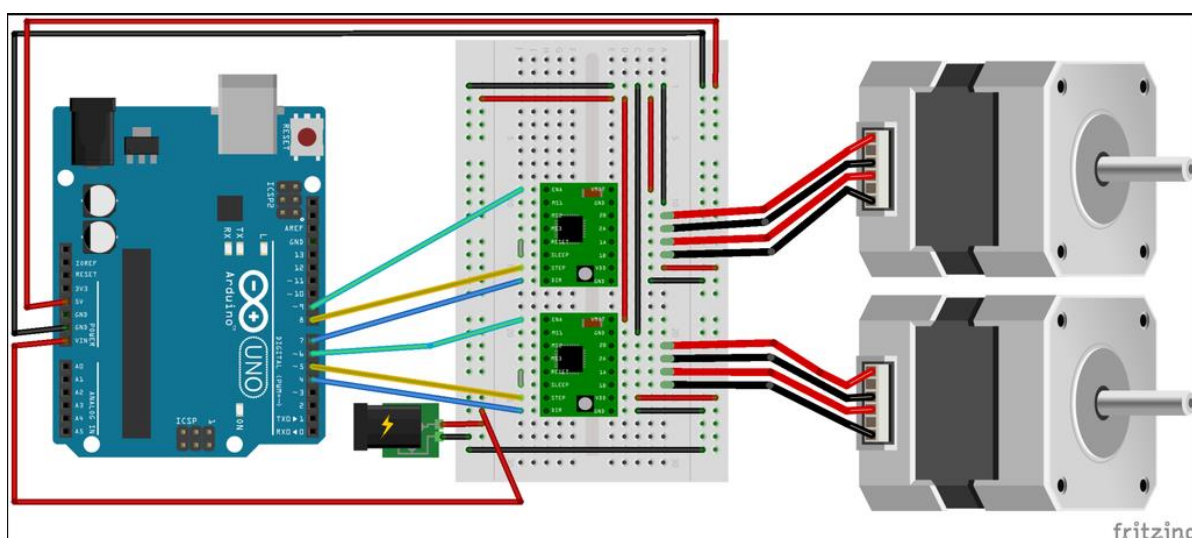 RESET
ICSP2
AREF
GND
13
12
~11
~10
~9
8
7
~6
~5
4
~3
2
TX0►1
RX0◄0
DIGITAL (PWM=~)
L
TX
RX
Arduino™
UNO
ON
ICSP
IOREF
RESET
3V3
5V
GND
GND
VIN
POWER
A0
A1
A2
A3
A4
A5
ANALOG IN
ENA
MS1
MS2
MS3
RESET
SLEEP
STEP
DIR
VMOT
GND
2B
2A
1A
1B
VDD
GND
ENA
MS1
MS2
MS3
RESET
SLEEP
STEP
DIR
VMOT
GND
2B
2A
1A
1B
VDD
GND
fritzing